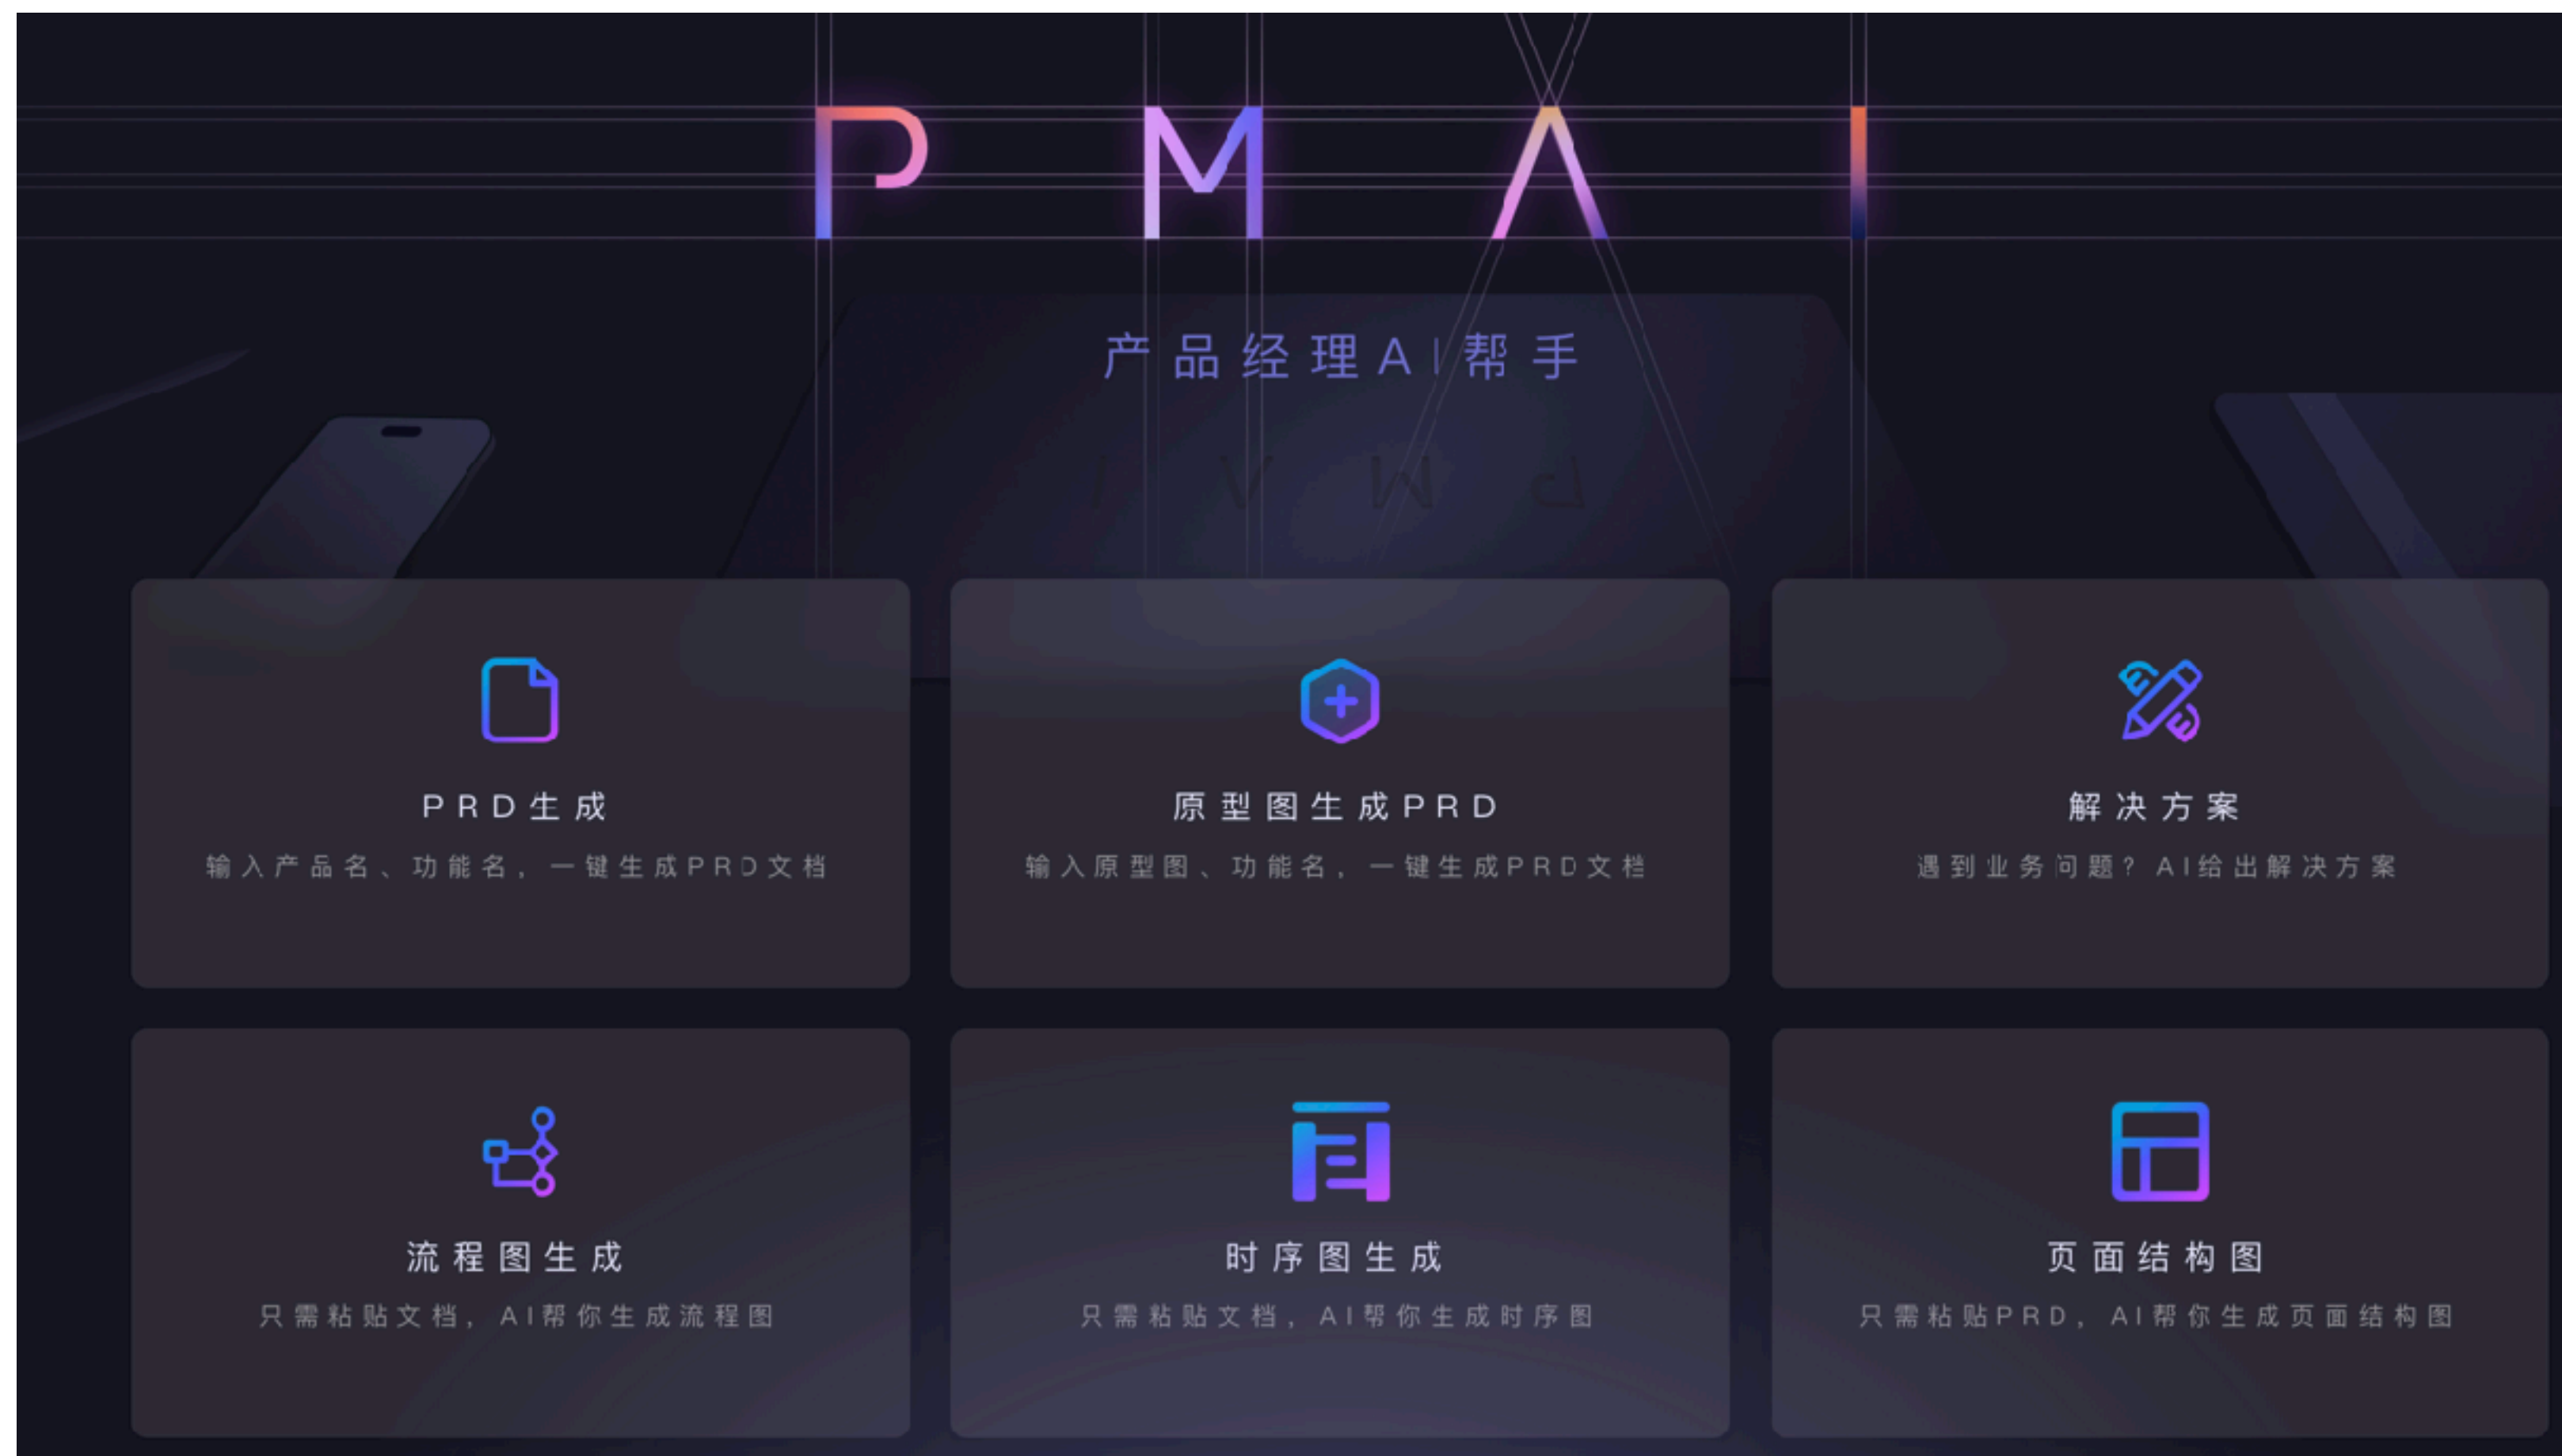 PMAI
产品经理AI帮手
PMAI
PRD生成
输入产品名、功能名，一键生成PRD文档
原型图生成PRD
输入原型图、功能名，一键生成PRD文档
解决方案
遇到业务问题？AI给出解决方案
流程图生成
只需粘贴文档，AI帮你生成流程图
时序图生成
只需粘贴文档，AI帮你生成时序图
页面结构图
只需粘贴PRD，AI帮你生成页面结构图